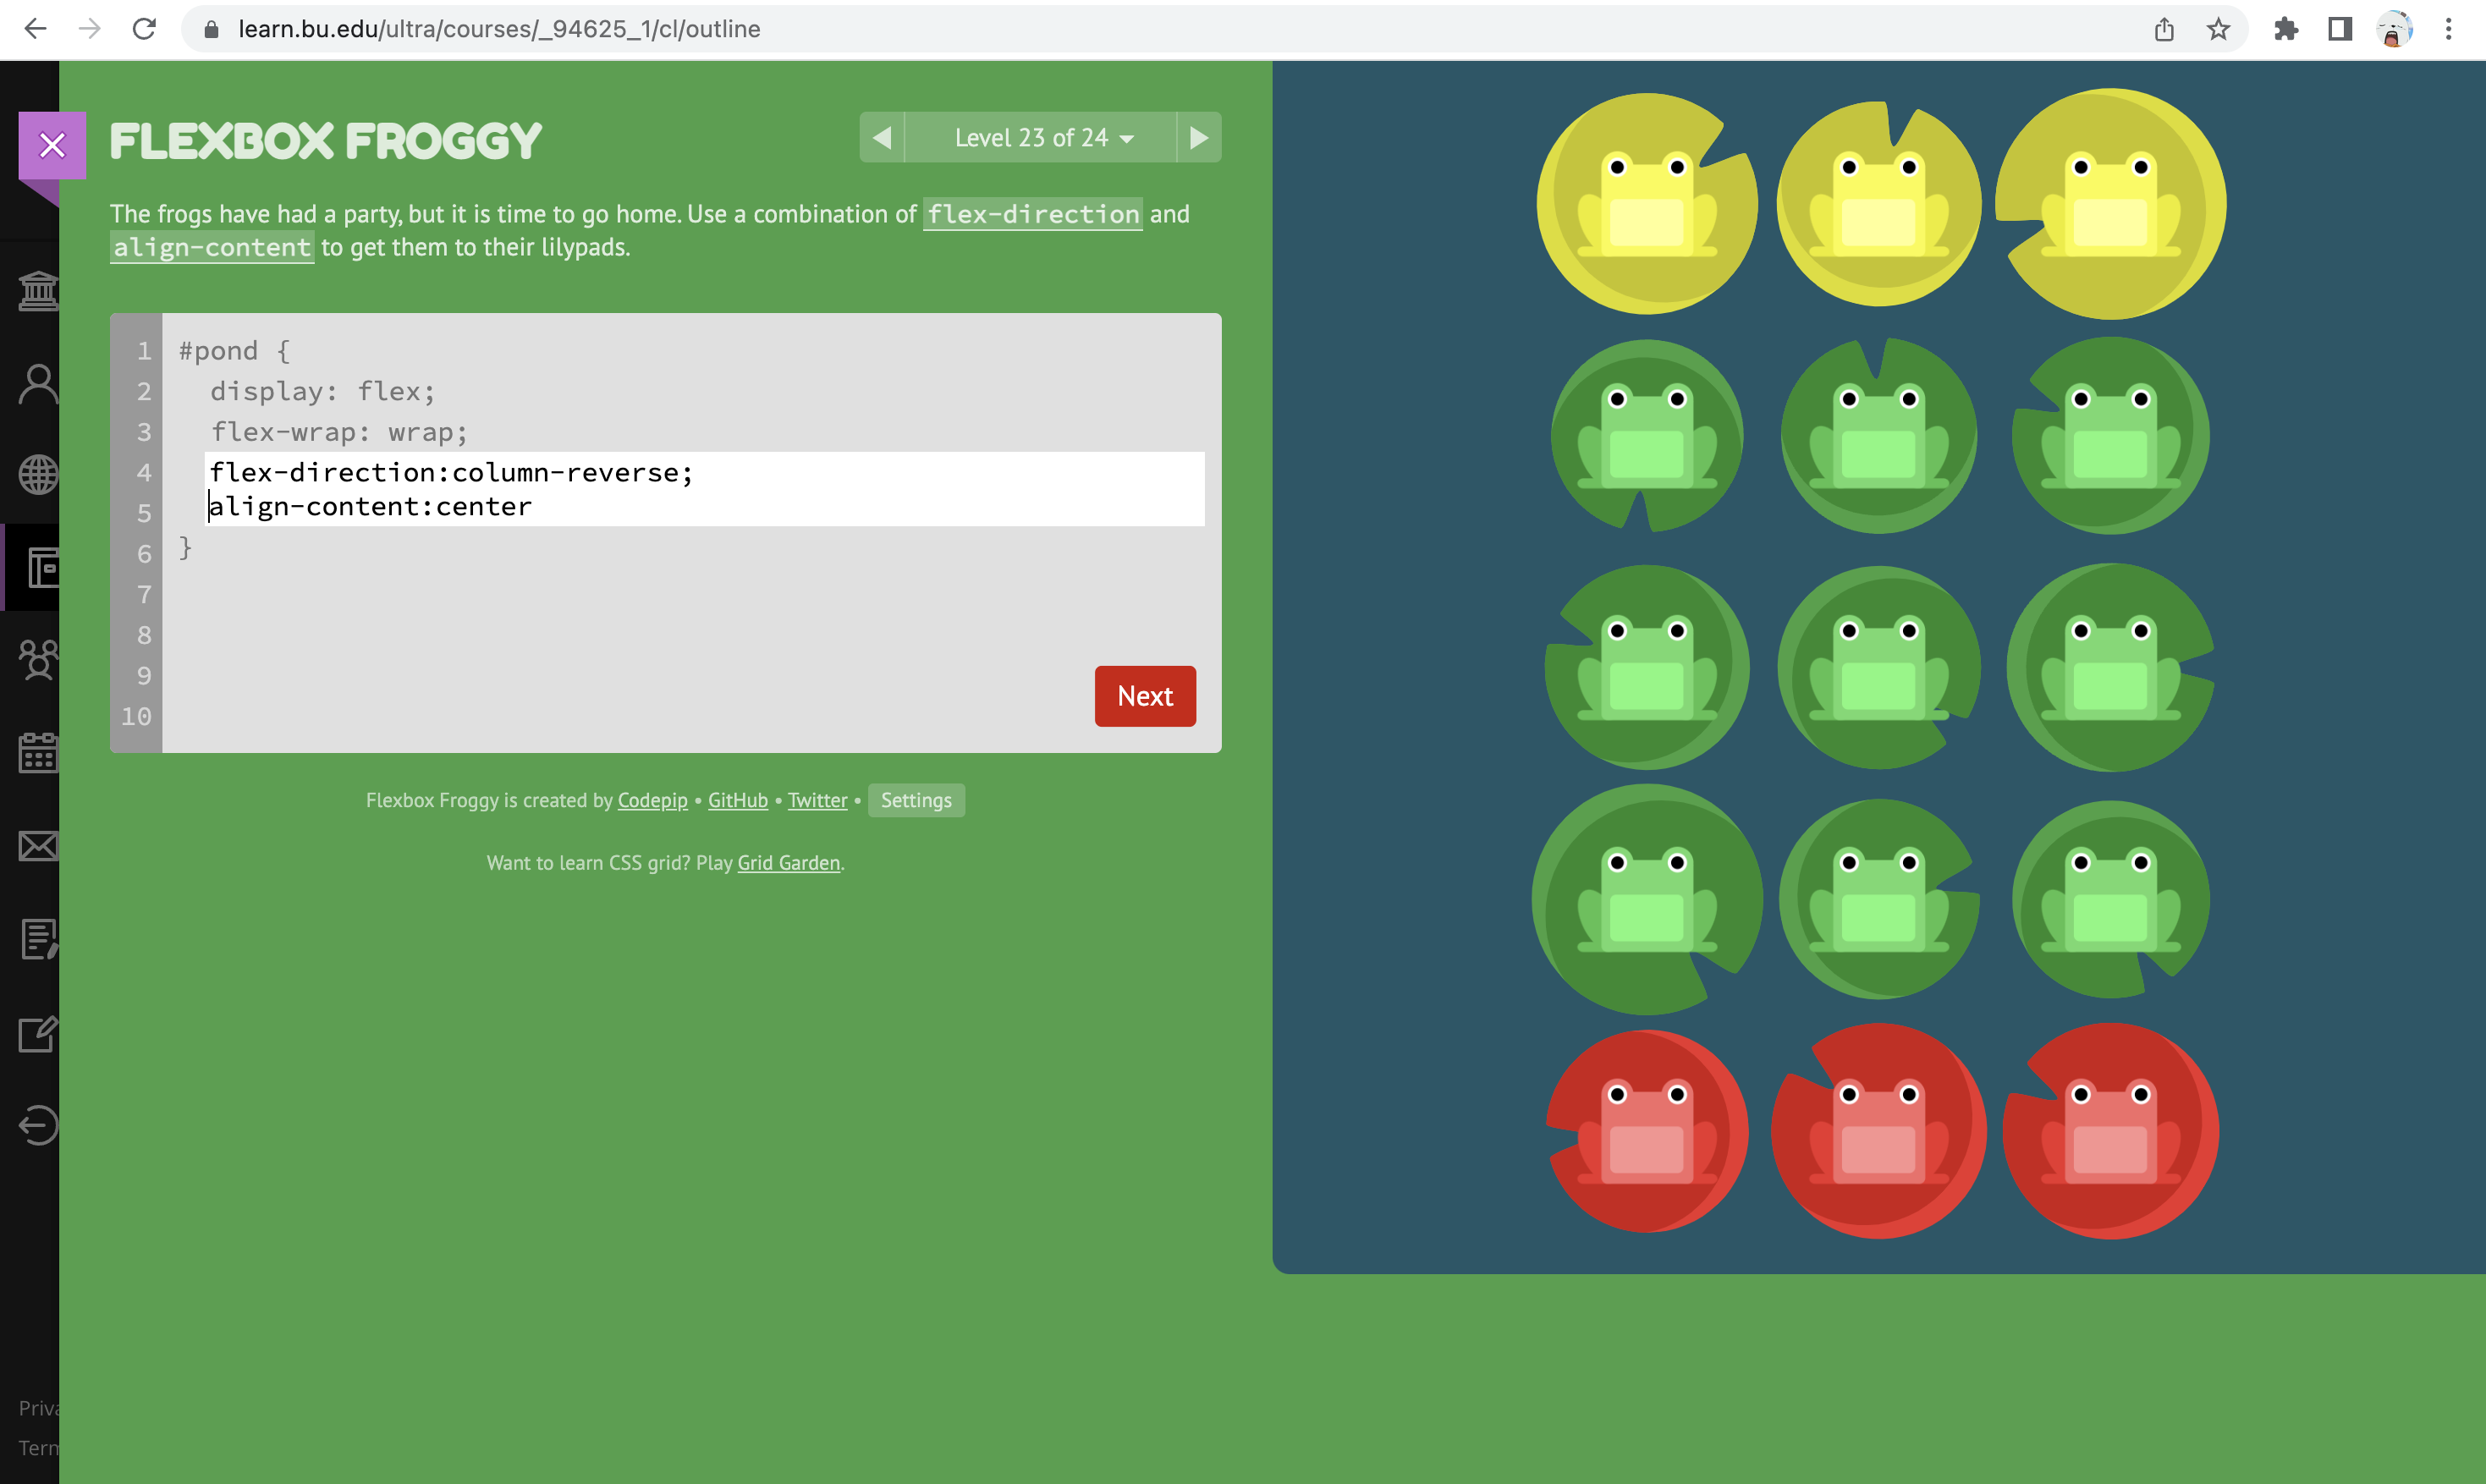 learn.bu.edu/ultra/courses/_94625_1/cl/outline
FLEXBOX FROGGY
Level 23 of 24
The frogs have had a party, but it is time to go home. Use a combination of flex-direction and
align-content to get them to their lilypads.
1 #pond {
2 display: flex;
3 flex-wrap: wrap;
4 flex-direction:column-reverse;
5 align-content:center
6 }
7
8
9
10
Next
Flexbox Froggy is created by Codepip • GitHub • Twitter • Settings
Want to learn CSS grid? Play Grid Garden.
Priva
Term